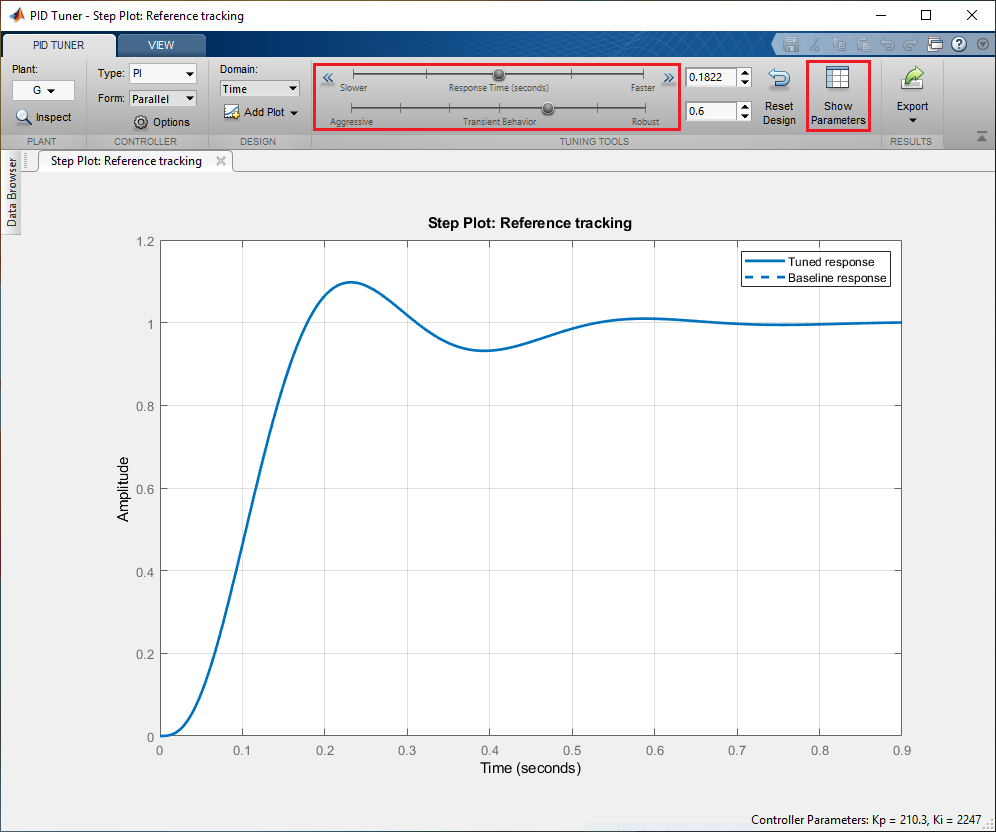 PID Tuner - Step Plot: Reference tracking
PID TUNER
VIEW
Plant:
G
Inspect
PLANT
Type: PI
Form: Parallel
Options
CONTROLLER
Domain:
Time
Add Plot
DESIGN
Slower Response Time (seconds) Faster
Aggressive Transient Behavior Robust
0.1822
0.6
Reset
Design
Show
Parameters
TUNING TOOLS
Export
RESULTS
Data Browser
Step Plot: Reference tracking
Step Plot: Reference tracking
Tuned response
Baseline response
Amplitude
1.2
1
0.8
0.6
0.4
0.2
0
0 0.1 0.2 0.3 0.4 0.5 0.6 0.7 0.8 0.9
Time (seconds)
Controller Parameters: Kp = 210.3, Ki = 2247